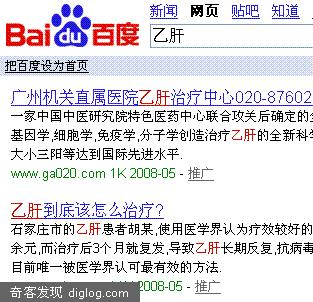 新闻 网页 贴吧 知道
Bai du 百度
乙肝
把百度设为首页
广州机关直属医院乙肝治疗中心020-87602
一家中国中医研究院特色医药中心联合攻关后确定的全
基因学,细胞学,免疫学,分子学创造治疗乙肝的全新科学
大小三阳等达到国际先进水平.
www.ga020.com 1K 2008-05 - 推广
乙肝到底该怎么治疗?
石家庄市的乙肝患者胡某,使用医学界认为疗效较好的
余元,而治疗后3个月就复发,导致乙肝长期反复,抗病毒
目前唯一被医学界认可最有效的方法.
1K 2008-05 - 推广
奇客发现 diglog.com